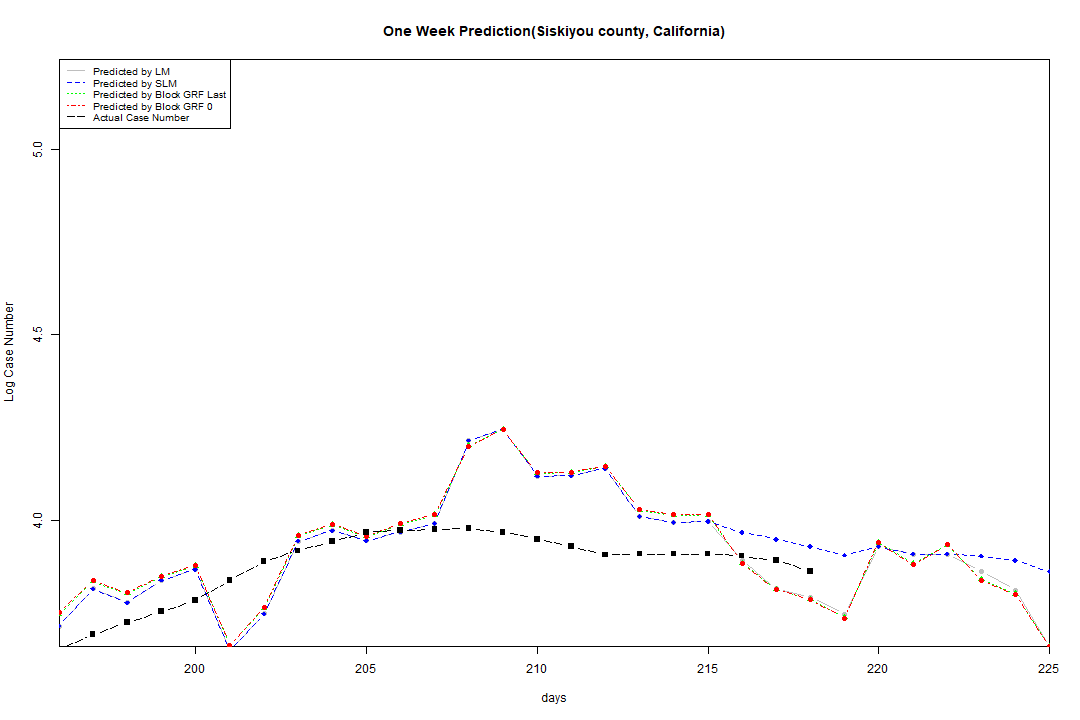 One Week Prediction(Siskiyou county, California)
Predicted by LM
Predicted by SLM
Predicted by Block GRF Last
Predicted by Block GRF 0
Actual Case Number
5.0
4.5
4.0
Log Case Number
200 205 210 215 220 225
days